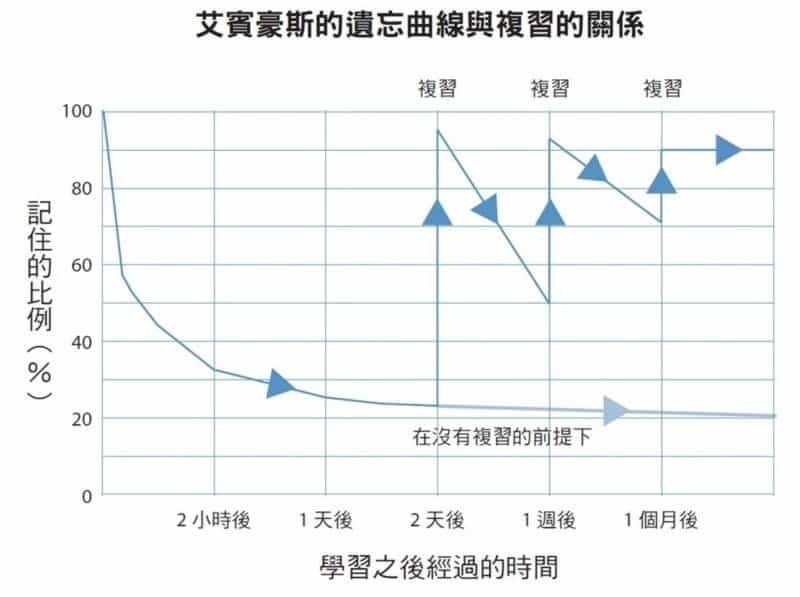 艾賓豪斯的遺忘曲線與複習的關係
複習 複習 複習
100
80
60
40
20
0
記住的比例（%）
在沒有複習的前提下
2 小時後 1 天後 2 天後 1 週後 1 個月後
學習之後經過的時間